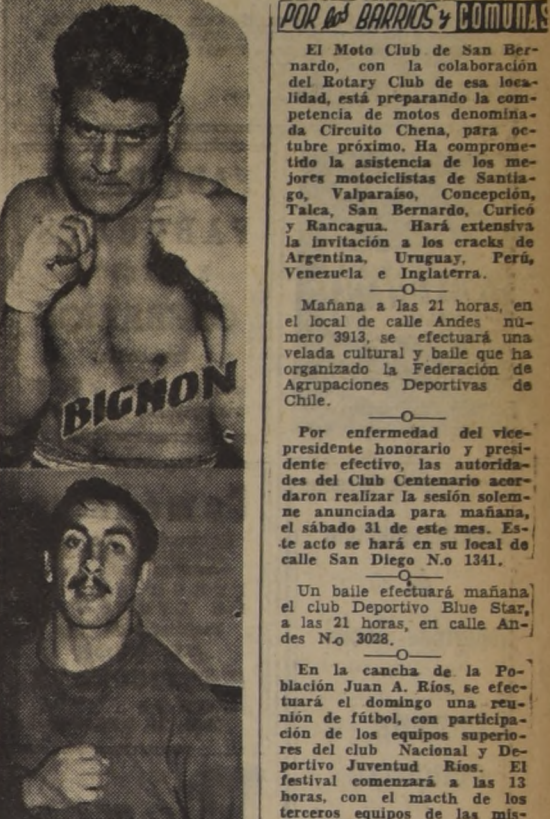 BIGNON
POR los BARRIOS y COMUNAS
El Moto Club de San Ber-
nardo, con la colaboración
del Rotary Club de esa loca-
lidad, está preparando la com-
petencia de motos denomina-
da Circuito Chena, para oc-
tubre próximo. Ha comprome-
tido la asistencia de los me-
jores motociclistas de Santia-
go, Valparaíso, Concepción,
Talca, San Bernardo, Curicó
y Rancagua. Hará extensiva
la invitación a los cracks de
Argentina, Uruguay, Perú,
Venezuela e Inglaterra.
Mañana a las 21 horas, en
el local de calle Andes nú-
mero 3913, se efectuará una
velada cultural y baile que ha
organizado la Federación de
Agrupaciones Deportivas de
Chile.
Por enfermedad del vice-
presidente honorario y presi-
dente efectivo, las autorida-
des del Club Centenario acor-
daron realizar la sesión solem-
ne anunciada para mañana,
el sábado 31 de este mes. Es-
te acto se hará en su local de
calle San Diego N.o 1341.
Un baile efectuará mañana
el club Deportivo Blue Star,
a las 21 horas, en calle An-
des N.o 3028.
En la cancha de la Po-
blación Juan A. Ríos, se efec-
tuará el domingo una reu-
nión de fútbol, con participa-
ción de los equipos superio-
res del club Nacional y De-
portivo Juventud Ríos. El
festival comenzará a las 13
horas, con el macth de los
terceros equipos de las mis-